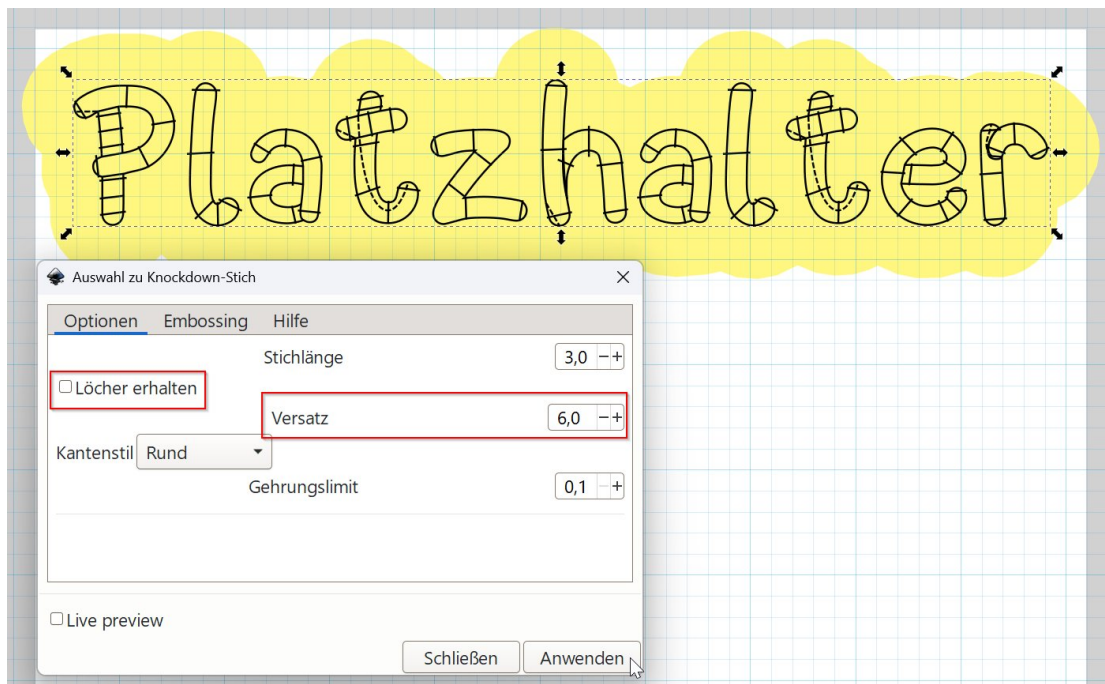 Platzhalter
Auswahl zu Knockdown-Stich
Optionen Embossing Hilfe
Stichlänge 3,0
Löcher erhalten
Versatz 6,0
Kantenstil Rund
Gehrungslimit 0,1
Live preview
Schließen Anwenden